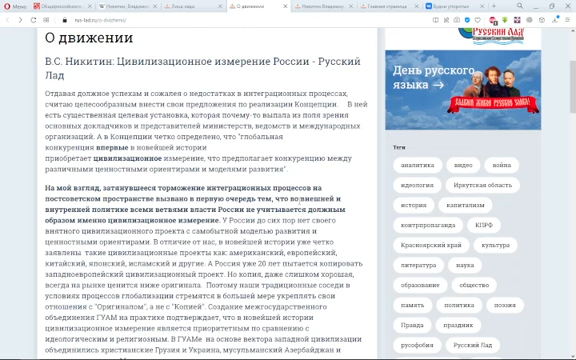 О движении
rus-lad.ru/o-dvizhenii/
О движении
В.С. Никитин: Цивилизационное измерение России - Русский
Лад
Отдавая должное успехам и сожалея о недостатках в интеграционных процессах,
считаю целесообразным внести свои предложения по реализации Концепции. В ней
есть существенная целевая установка, которая почему-то выпала из поля зрения
основных докладчиков и представителей министерств, ведомств и международных
организаций. А в Концепции четко определено, что "глобальная
конкуренция впервые в новейшей истории
приобретает цивилизационное измерение, что предполагает конкуренцию между
различными ценностными ориентирами и моделями развития".
На мой взгляд, затянувшееся торможение интеграционных процессов на
постсоветском пространстве вызвано в первую очередь тем, что во внешней и
внутренней политике всеми ветвями власти России не учитывается должным
образом именно цивилизационное измерение. У России до сих пор нет своего
внятного цивилизационного проекта с самобытной моделью развития и
ценностными ориентирами. В отличие от нас, в новейшей истории уже четко
заявлены такие цивилизационные проекты как: американский, европейский,
китайский, японский, исламский и другие. А Россия уже 20 лет пытается копировать
западноевропейский цивилизационный проект. Но копия, даже слишком хорошая,
всегда на рынке ценится ниже оригинала. Поэтому наши традиционные соседи в
условиях процессов глобализации стремятся в большей мере укреплять свои
отношения с "Оригиналом", а не с "Копией". Создание межгосударственного
объединения ГУАМ на практике подтверждает, что в новейшей истории
цивилизационное измерение является приоритетным по сравнению с
идеологическим и религиозным. В ГУАМе на основе вектора западной цивилизации
объединились христианские Грузия и Украина, мусульманский Азербайджан и
Русский Лад
День русского
языка →
Теги
аналитика видео война
идеология Иркутская область
история капитализм
контрпропаганда КПРФ
Красноярский край культура
литература наука
образование общество
память политика поэзия
Правда праздник
русофобия Русский Лад